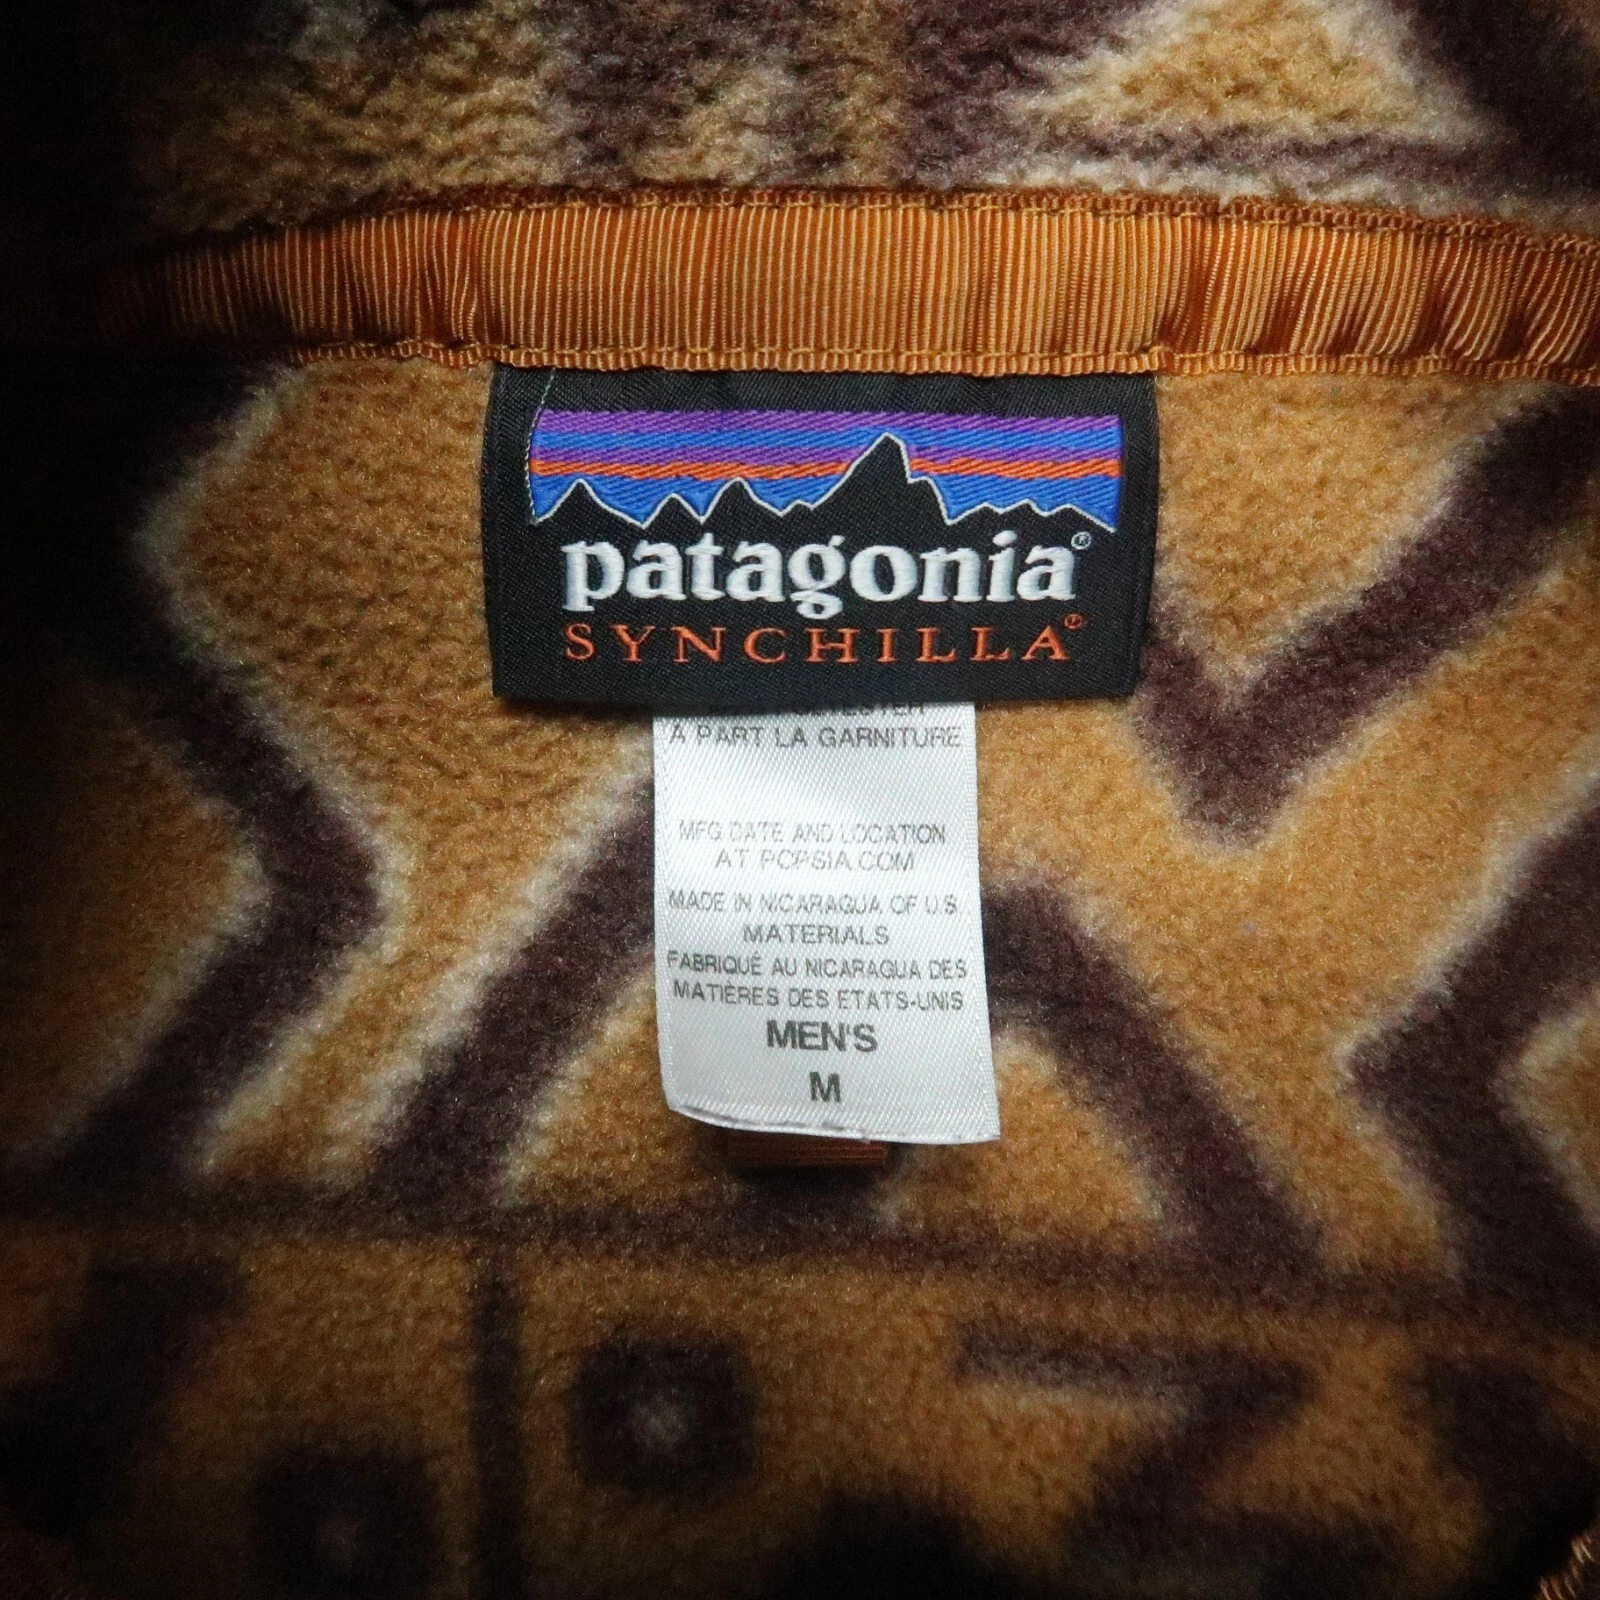 patagonia®
SYNCHILLA®
À PART LA GARNITURE
MFG DATE AND LOCATION
AT PCPSIA.COM
MADE IN NICARAGUA OF U.S.
MATERIALS
FABRIQUÉ AU NICARAGUA DES
MATIÈRES DES ETATS-UNIS
MEN'S
M